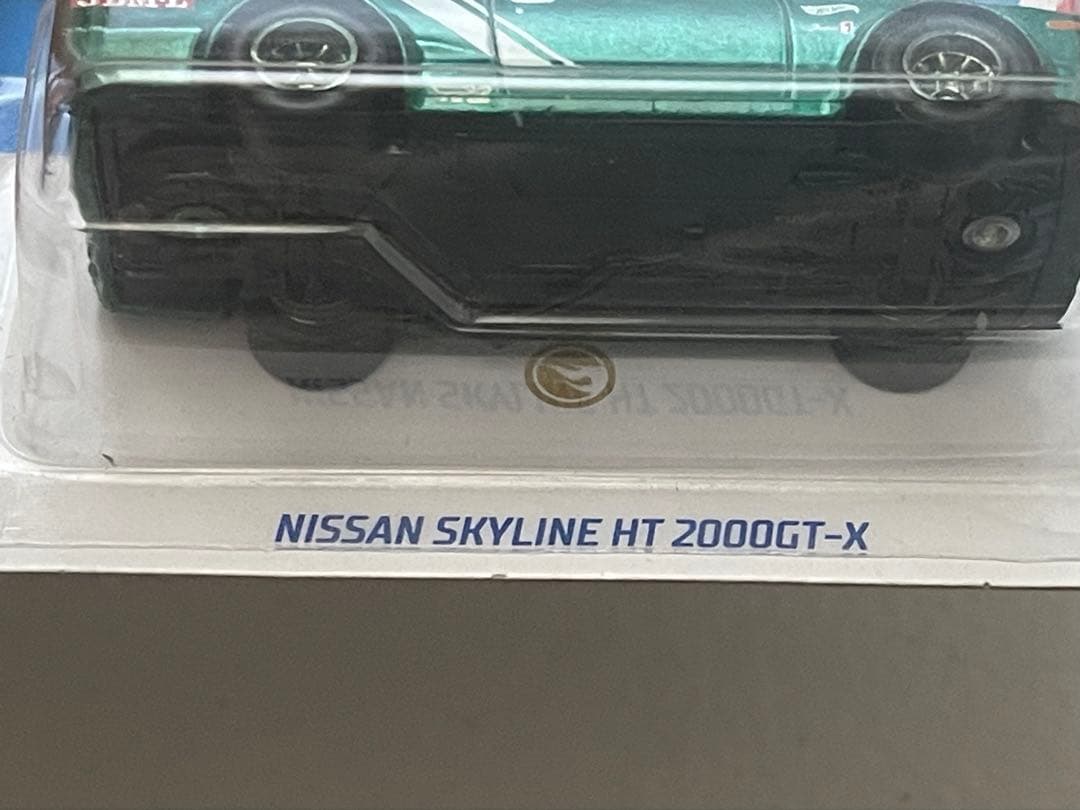 NISSAN SKYLINE HT 2000GT-X